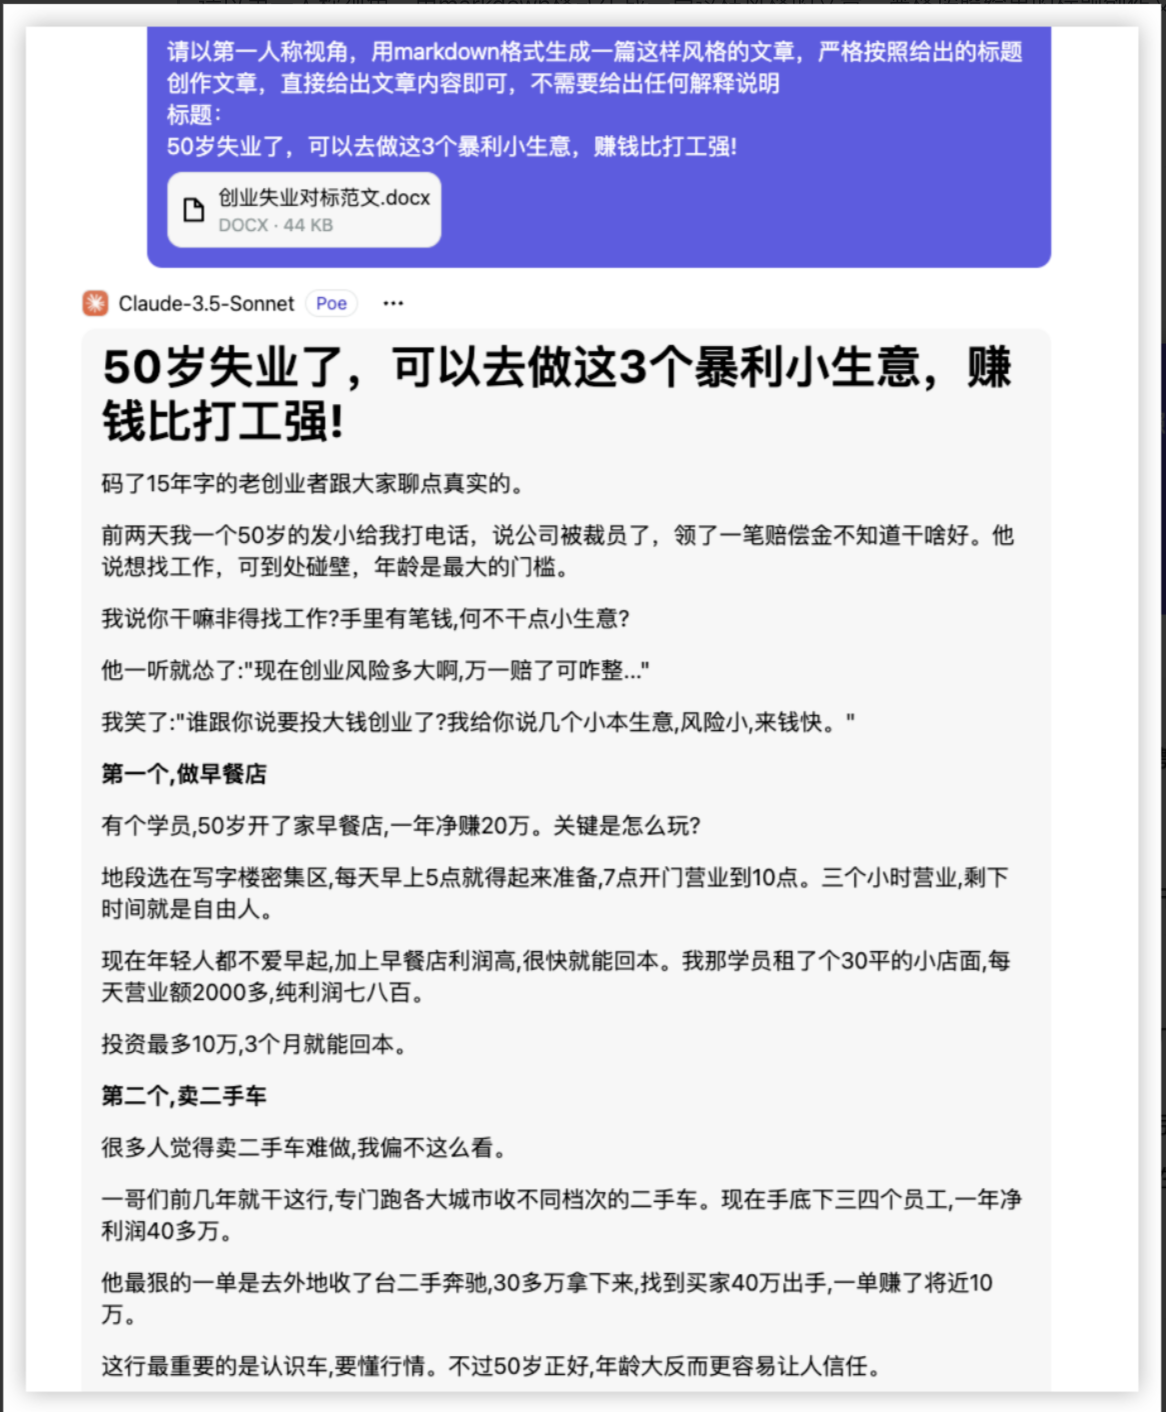 请以第一人称视角，用markdown格式生成一篇这样风格的文章，严格按照给出的标题
创作文章，直接给出文章内容即可，不需要给出任何解释说明
标题：
50岁失业了，可以去做这3个暴利小生意，赚钱比打工强!
创业失业对标范文.docx
DOCX · 44 KB
Claude-3.5-Sonnet Poe ···
50岁失业了，可以去做这3个暴利小生意，赚
钱比打工强!
码了15年字的老创业者跟大家聊点真实的。
前两天我一个50岁的发小给我打电话，说公司被裁员了，领了一笔赔偿金不知道干啥好。他
说想找工作，可到处碰壁，年龄是最大的门槛。
我说你干嘛非得找工作?手里有笔钱,何不干点小生意?
他一听就怂了:"现在创业风险多大啊,万一赔了可咋整..."
我笑了:"谁跟你说要投大钱创业了?我给你说几个小本生意,风险小,来钱快。"
第一个,做早餐店
有个学员,50岁开了家早餐店,一年净赚20万。关键是怎么玩?
地段选在写字楼密集区,每天早上5点就得起来准备,7点开门营业到10点。三个小时营业,剩下
时间就是自由人。
现在年轻人都不爱早起,加上早餐店利润高,很快就能回本。我那学员租了个30平的小店面,每
天营业额2000多,纯利润七八百。
投资最多10万,3个月就能回本。
第二个,卖二手车
很多人觉得卖二手车难做,我偏不这么看。
一哥们前几年就干这行,专门跑各大城市收不同档次的二手车。现在手底下三四个员工,一年净
利润40多万。
他最狠的一单是去外地收了台二手奔驰,30多万拿下来,找到买家40万出手,一单赚了将近10
万。
这行最重要的是认识车,要懂行情。不过50岁正好,年龄大反而更容易让人信任。